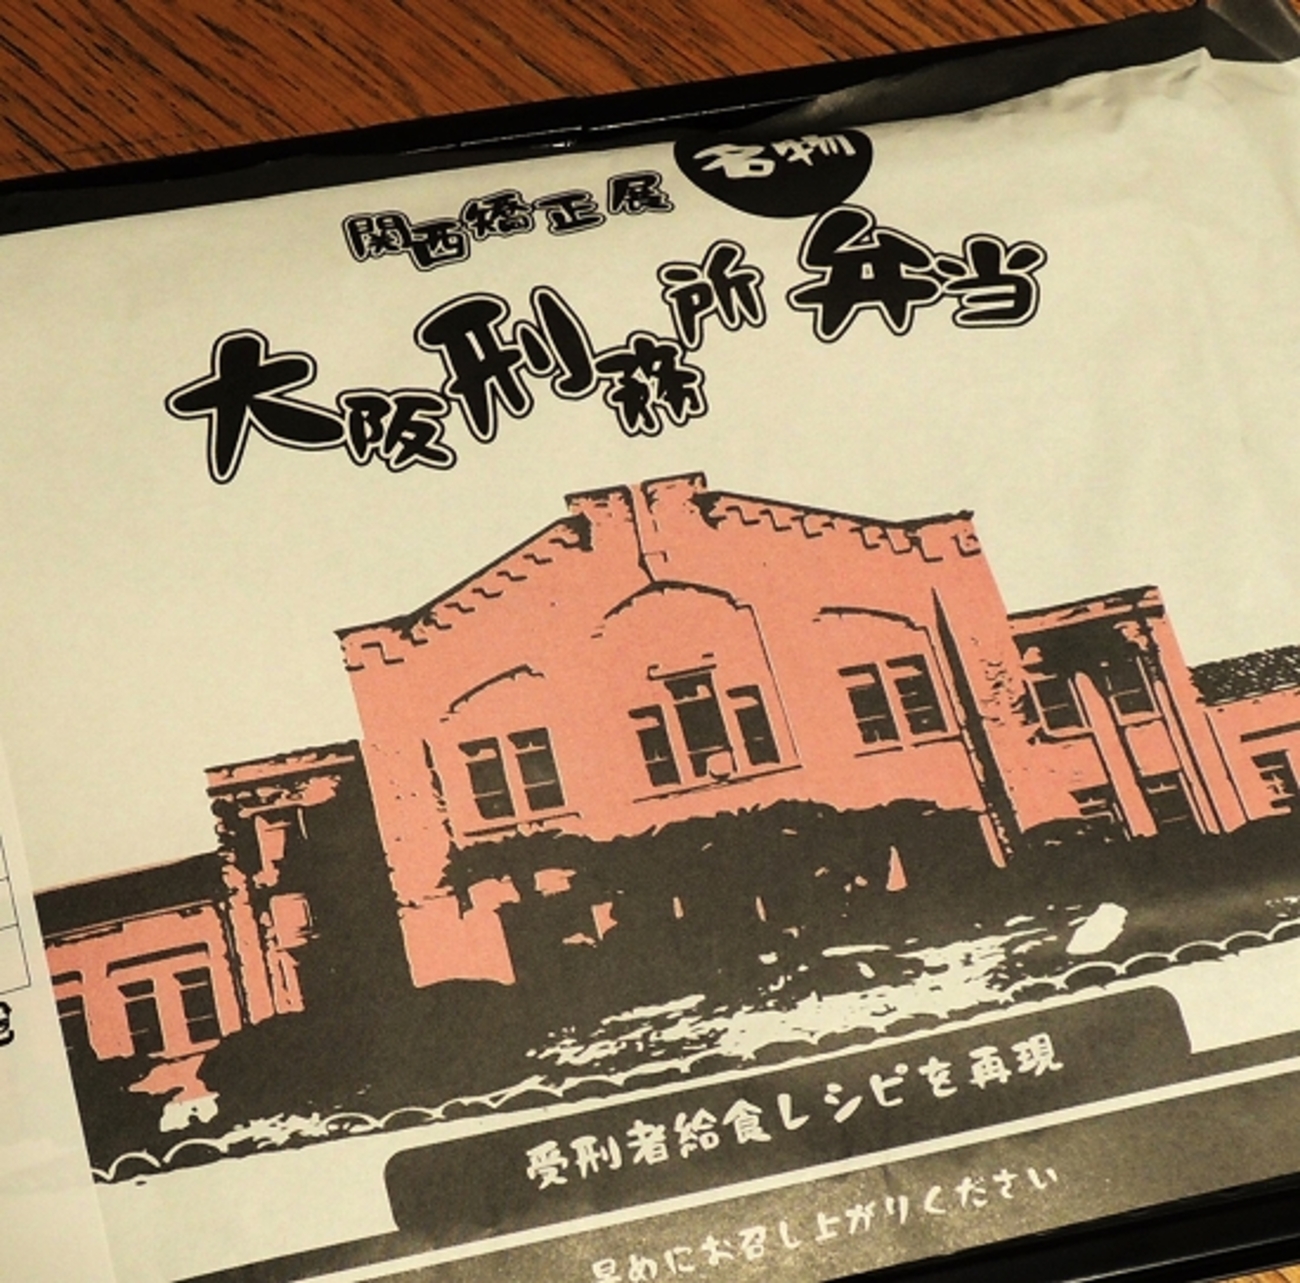 名物
関西矯正展
大阪刑務所弁当
受刑者給食レシピを再現
早めにお召し上がりください